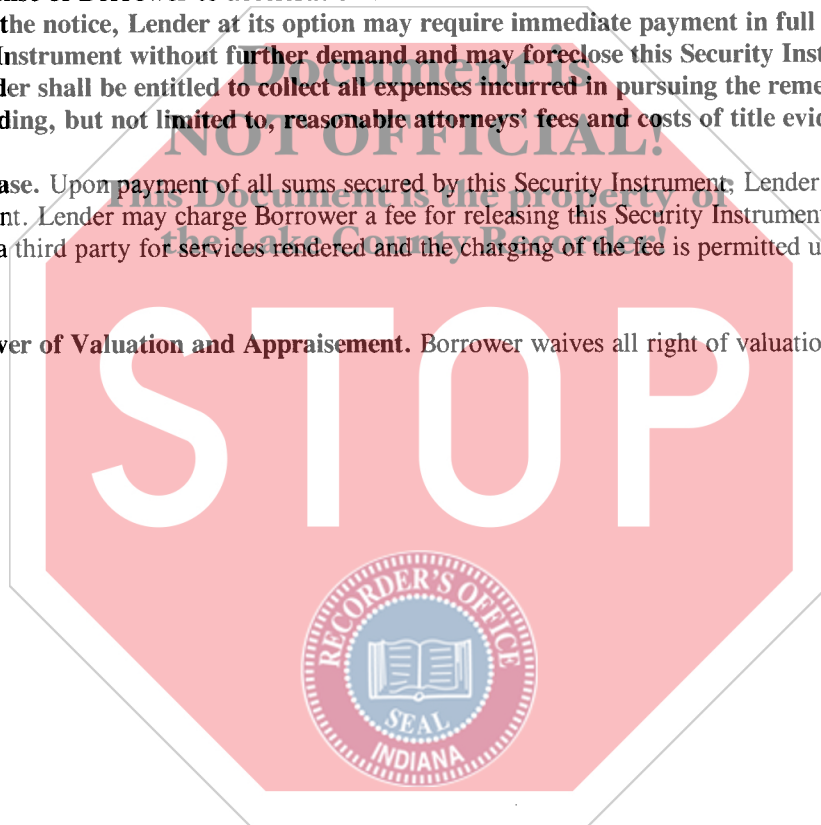 the notice, Lender at its option may require immediate payment in full
Instrument without further demand and may foreclose this Security Inst
Document is
der shall be entitled to collect all expenses incurred in pursuing the reme
ding, but not limited to, reasonable attorneys' fees and costs of title evid
NOT OFFICIAL!
ase. Upon payment of all sums secured by this Security Instrument, Lender
This Document is the property of
nt. Lender may charge Borrower a fee for releasing this Security Instrumen
the Lake County Recorder!
a third party for services rendered and the charging of the fee is permitted u
ver of Valuation and Appraisement. Borrower waives all right of valuatio
STOP
RECORDER'S OFFICE
SEAL
INDIANA